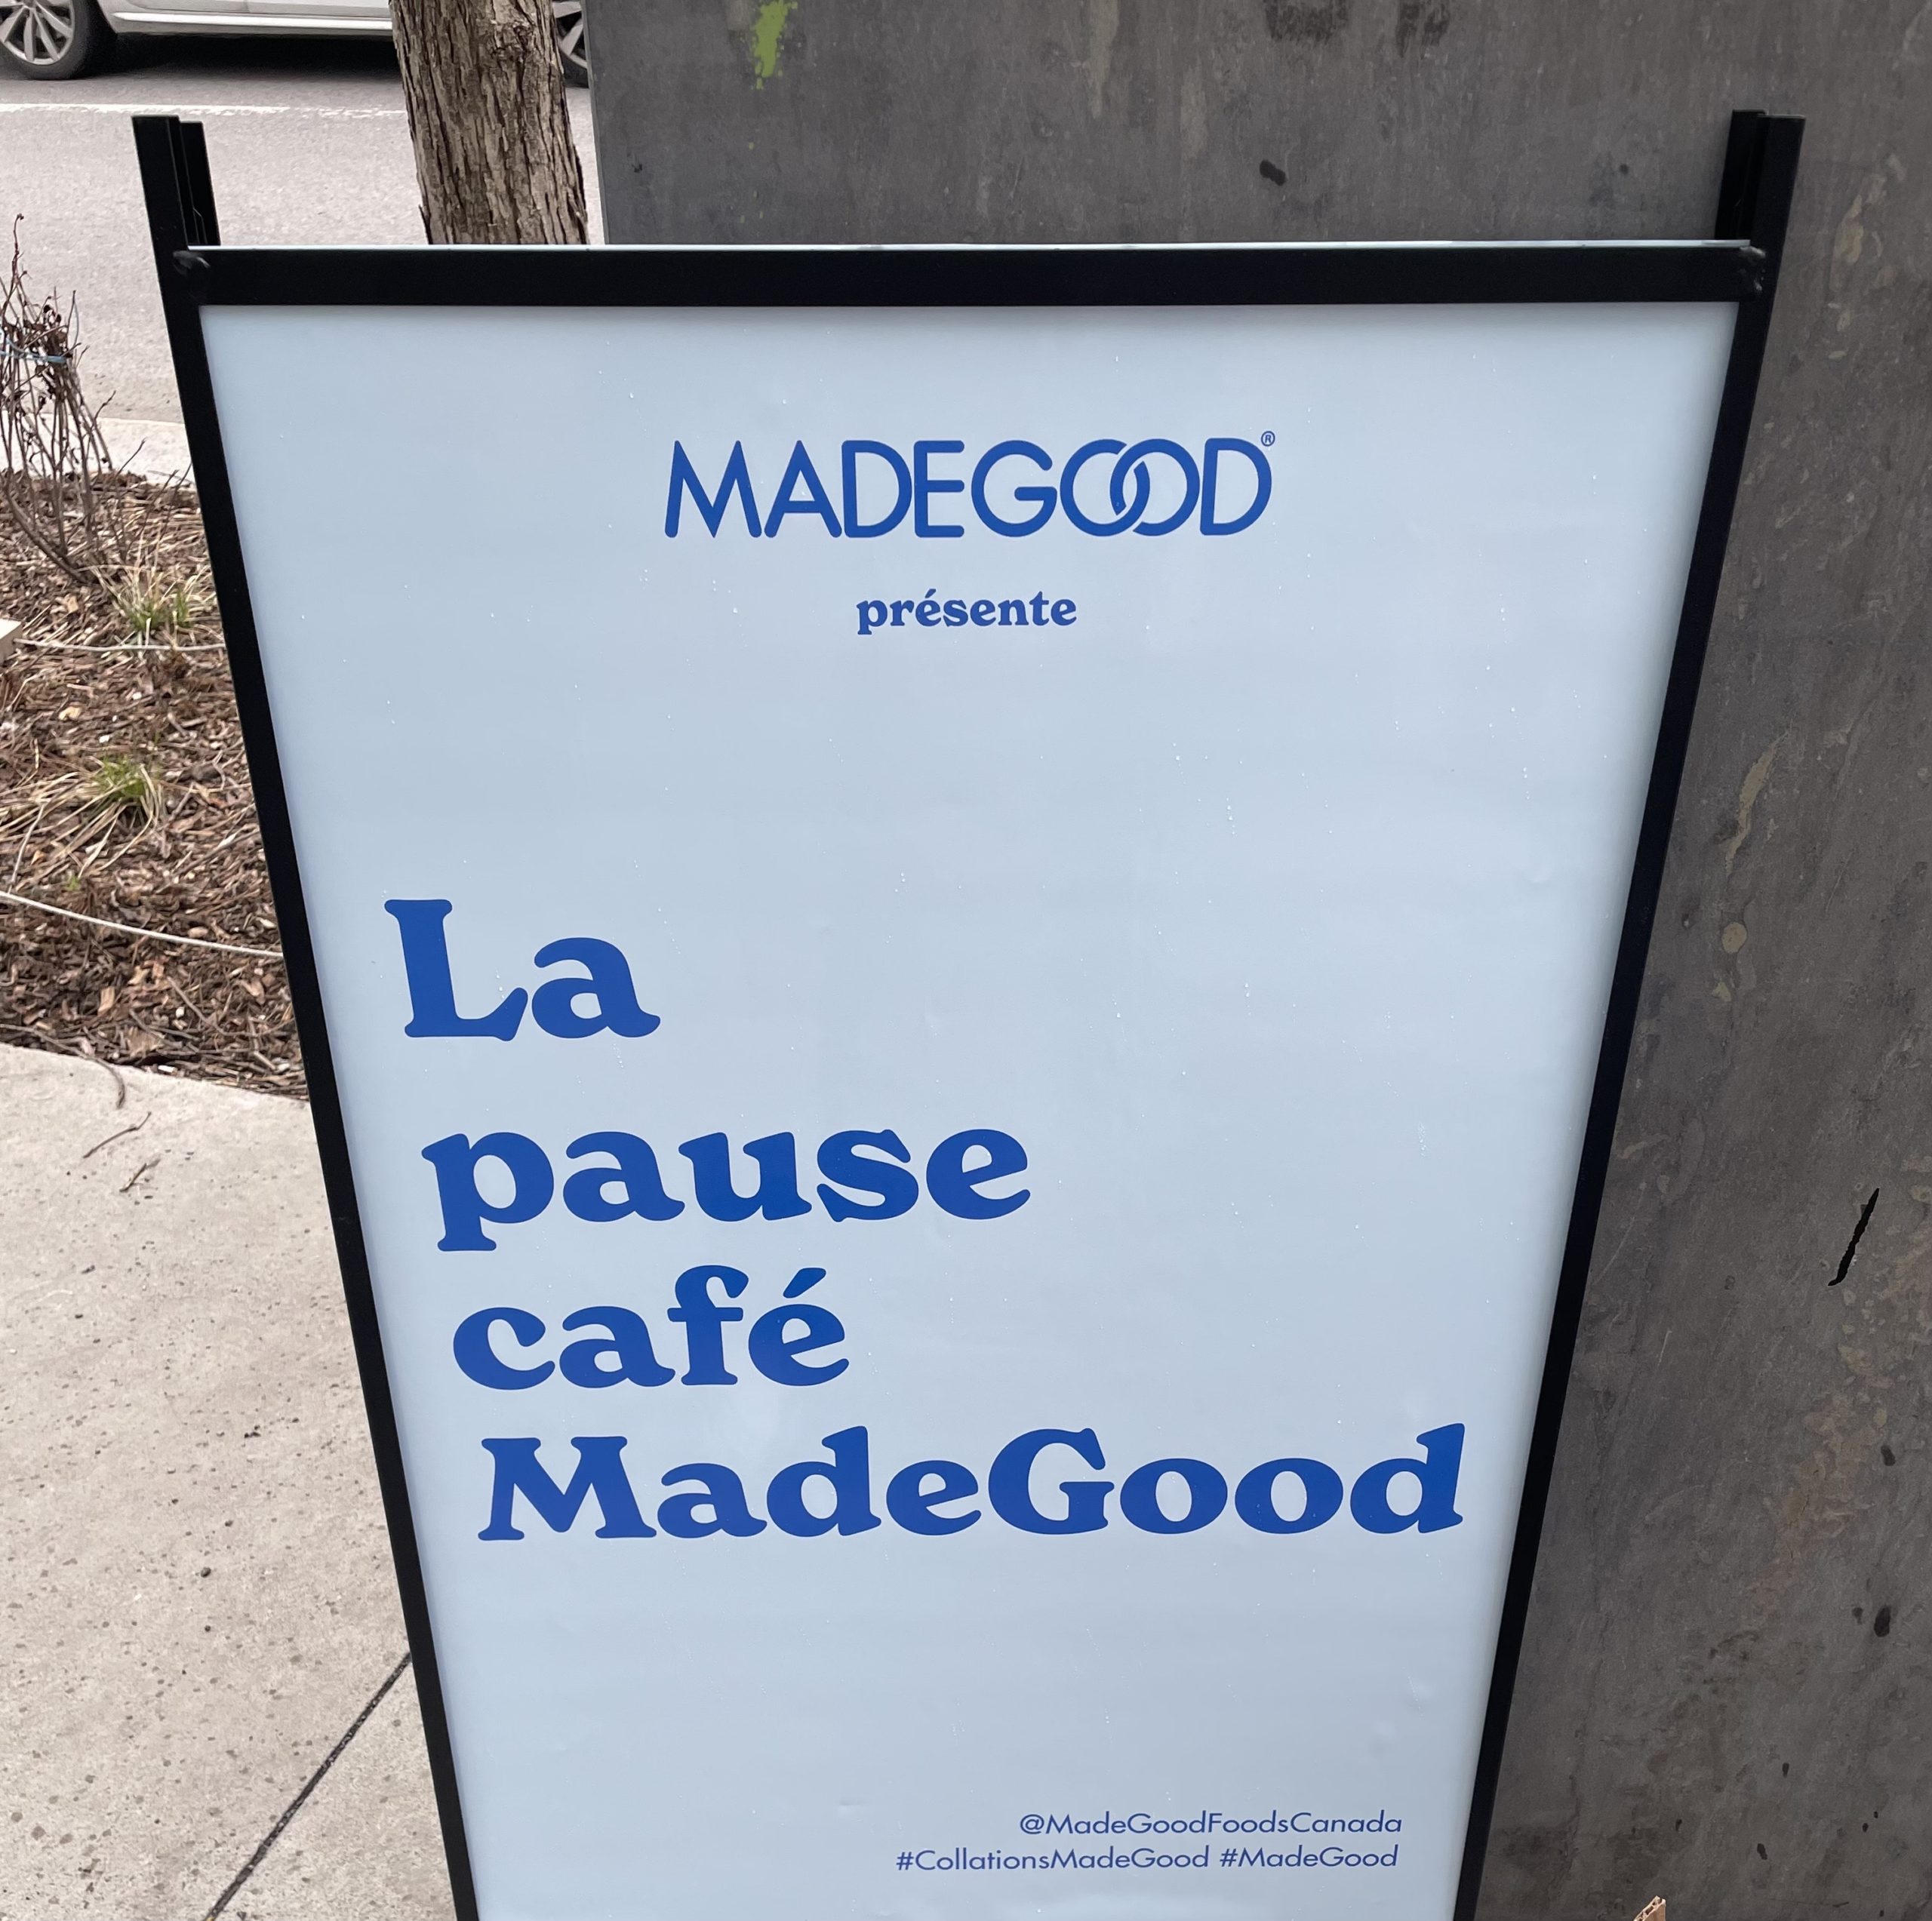 MADEGOOD®
présente
La
pause
café
MadeGood
@MadeGoodFoodsCanada
#CollationsMadeGood #MadeGood